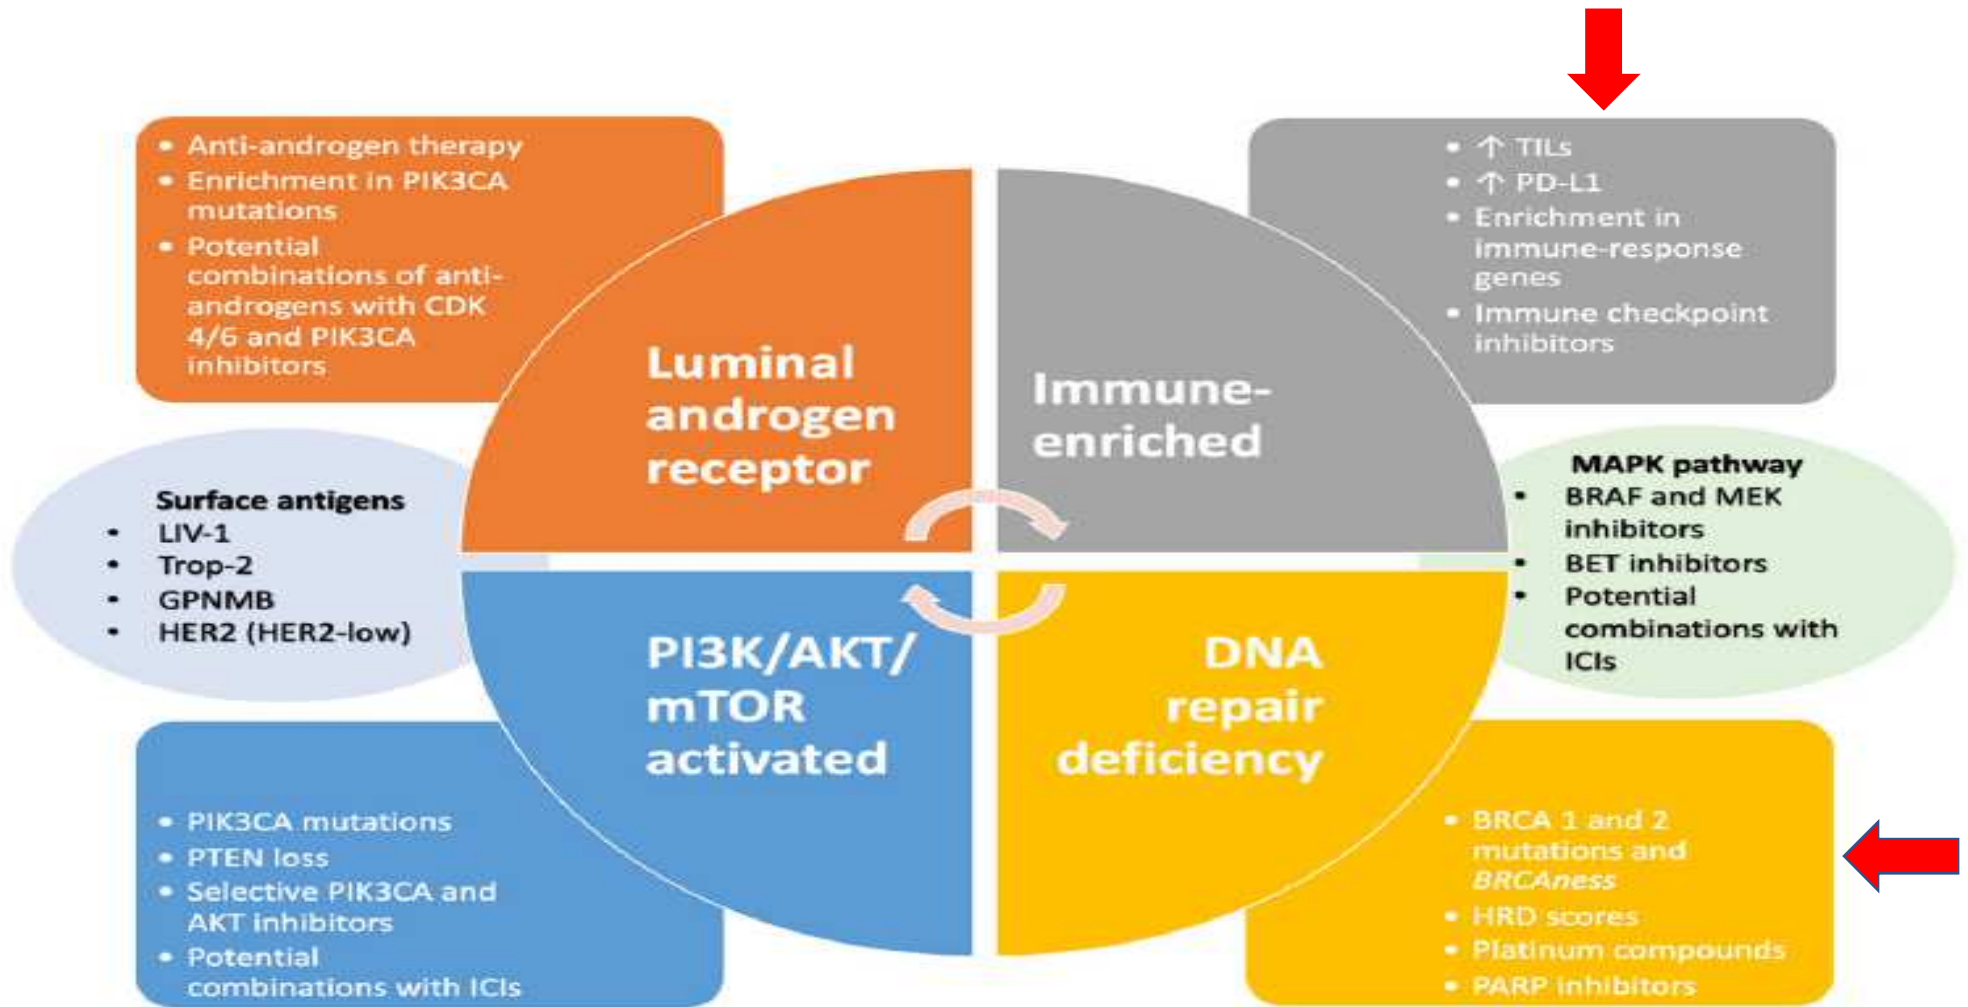 • Anti-androgen therapy
• Enrichment in PIK3CA
mutations
• Potential
combinations of anti-
androgens with CDK
4/6 and PIK3CA
inhibitors
• ↑ TILs
• ↑ PD-L1
• Enrichment in
immune-response
genes
• Immune checkpoint
inhibitors
Luminal
androgen
receptor
Immune-
enriched
Surface antigens
• LIV-1
• Trop-2
• GPNMB
• HER2 (HER2-low)
MAPK pathway
• BRAF and MEK
inhibitors
• BET inhibitors
• Potential
combinations with
ICIs
PI3K/AKT/
mTOR
activated
DNA
repair
deficiency
• PIK3CA mutations
• PTEN loss
• Selective PIK3CA and
AKT inhibitors
• Potential
combinations with ICIs
• BRCA 1 and 2
mutations and
BRCAness
• HRD scores
• Platinum compounds
• PARP inhibitors